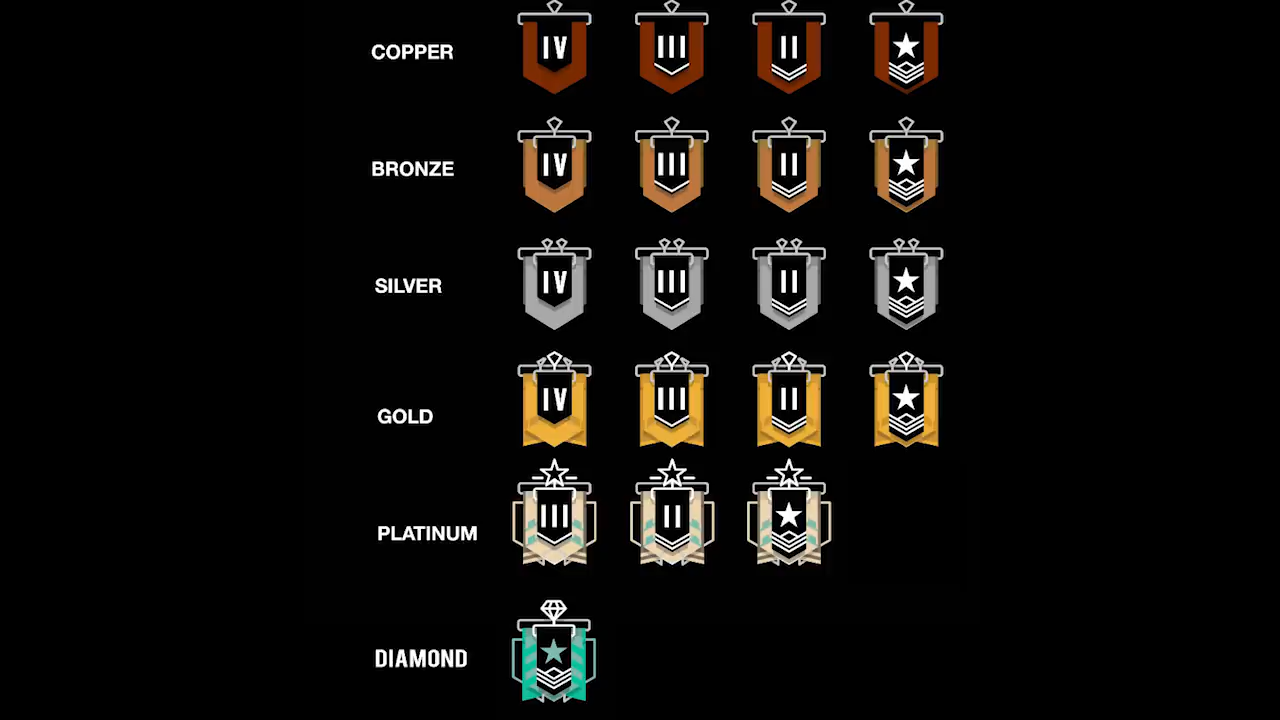 COPPER IV III II
BRONZE IV III II
SILVER IV III II
GOLD IV III II
PLATINUM III II
DIAMOND